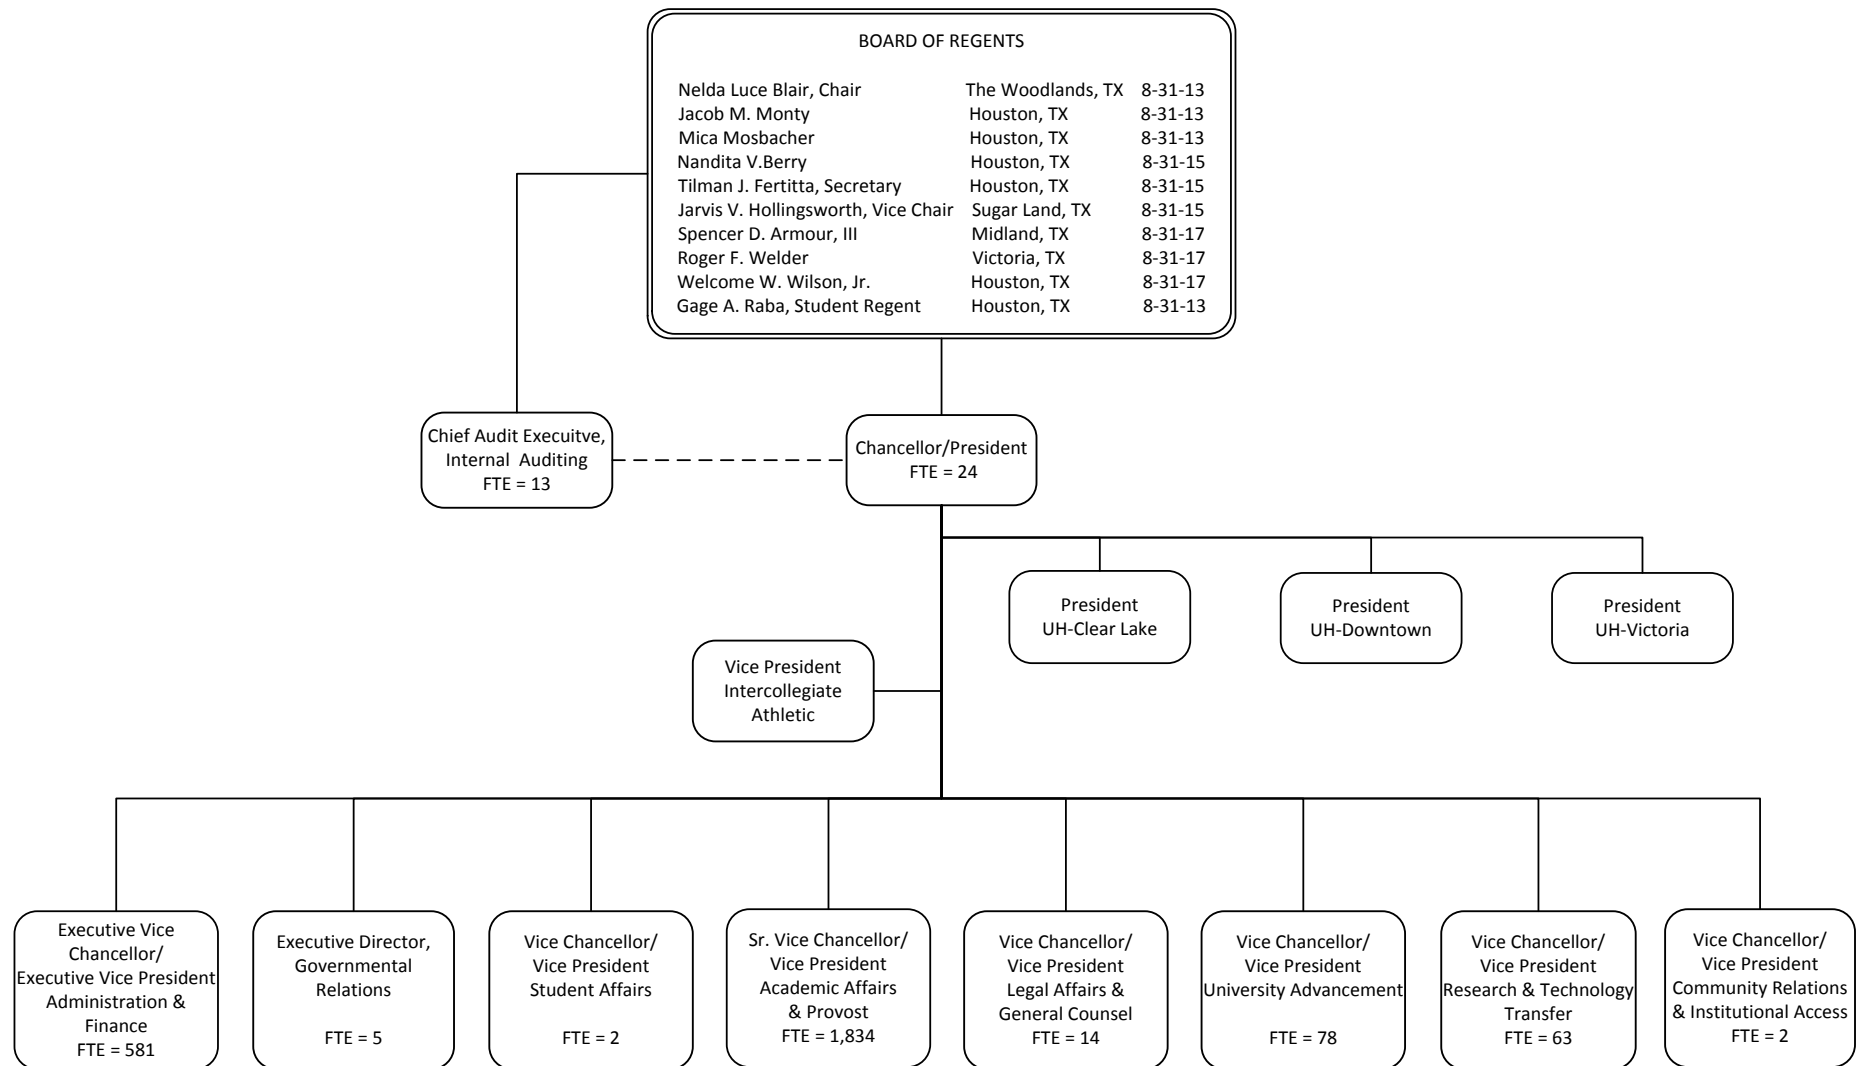 BOARD OF REGENTS
Nelda Luce Blair, Chair The Woodlands, TX 8-31-13
Jacob M. Monty Houston, TX 8-31-13
Mica Mosbacher Houston, TX 8-31-13
Nandita V.Berry Houston, TX 8-31-15
Tilman J. Fertitta, Secretary Houston, TX 8-31-15
Jarvis V. Hollingsworth, Vice Chair Sugar Land, TX 8-31-15
Spencer D. Armour, III Midland, TX 8-31-17
Roger F. Welder Victoria, TX 8-31-17
Welcome W. Wilson, Jr. Houston, TX 8-31-17
Gage A. Raba, Student Regent Houston, TX 8-31-13
Chief Audit Execuitve,
Internal Auditing
FTE = 13
Chancellor/President
FTE = 24
President
UH-Clear Lake
President
UH-Downtown
President
UH-Victoria
Vice President
Intercollegiate
Athletic
Executive Vice
Chancellor/
Executive Vice President
Administration &
Finance
FTE = 581
Executive Director,
Governmental
Relations
FTE = 5
Vice Chancellor/
Vice President
Student Affairs
FTE = 2
Sr. Vice Chancellor/
Vice President
Academic Affairs
& Provost
FTE = 1,834
Vice Chancellor/
Vice President
Legal Affairs &
General Counsel
FTE = 14
Vice Chancellor/
Vice President
University Advancement
FTE = 78
Vice Chancellor/
Vice President
Research & Technology
Transfer
FTE = 63
Vice Chancellor/
Vice President
Community Relations
& Institutional Access
FTE = 2